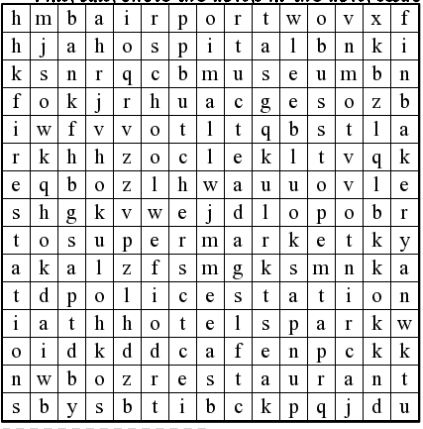 h m b a i r p o r t w o v x f
h j a h o s p i t a l b n k i
k s n r q c b m u s e u m b n
f o k j r h u a c g e s o z b
i w f v v o t l t q b s t l a
r k h h z o c l e k l t v q k
e q b o z l h w a u u o v l e
s h g k v w e j d l o p o b r
t o s u p e r m a r k e t k y
a k a l z f s m g k s m n k a
t d p o l i c e s t a t i o n
i a t h h o t e l s p a r k w
o i d k d d c a f e n p c k k
n w b o z r e s t a u r a n t
s b y s b t i b c k p q j d u